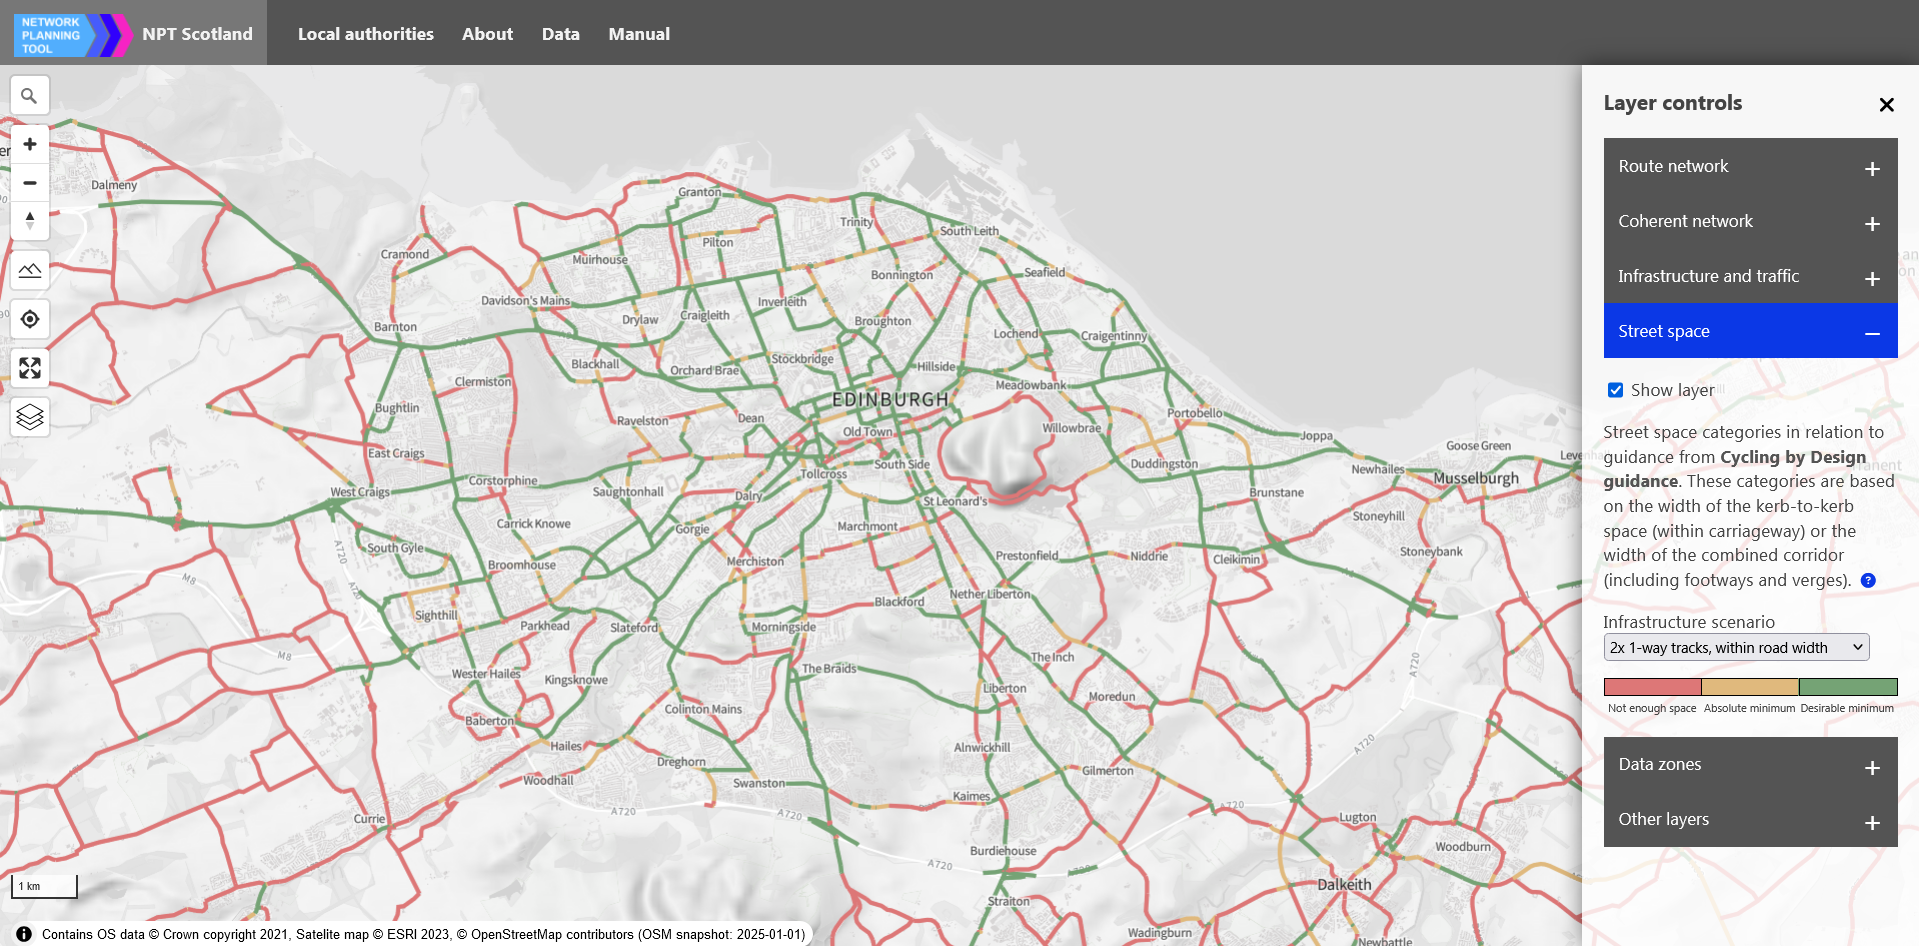 NETWORK
PLANNING
TOOL
NPT Scotland
Local authorities
About
Data
Manual
Layer controls
Route network
Coherent network
Infrastructure and traffic
Street space
Show layer
Street space categories in relation to
guidance from Cycling by Design
guidance. These categories are based
on the width of the kerb-to-kerb
space (within carriageway) or the
width of the combined corridor
(including footways and verges).
Infrastructure scenario
2x 1-way tracks, within road width
Not enough space
Absolute minimum
Desirable minimum
Data zones
Other layers
Dalmeny
Granton
Trinity
South Leith
Pilton
Cramond
Muirhouse
Bonnington
Seafield
Davidson's Mains
Inverleith
Drylaw
Craigleith
Broughton
Barnton
Lochend
Craigentinny
Blackhall
Stockbridge
Orchard Brae
Hillside
Clermiston
Meadowbank
EDINBURGH
Bughtlin
Ravelston
Dean
Old Town
Willowbrae
Portobello
Joppa
Goose Green
East Craigs
Tollcross
South Side
Duddingston
Newhailes
Musselburgh
West Craigs
Corstorphine
Saughtonhall
Dalry
St Leonard's
Brunstane
Carrick Knowe
Gorgie
Marchmont
Stoneyhill
South Gyle
Broomhouse
Merchiston
Prestonfield
Niddrie
Cleikimin
Stoneybank
A720
M8
Sighthill
Blackford
Nether Liberton
Parkhead
Slateford
Morningside
M8
The Braids
The Inch
A720
Wester Hailes
Kingsknowe
Liberton
Moredun
Baberton
Colinton Mains
Hailes
Alnwickhill
A720
Dreghorn
Woodhall
Swanston
Gilmerton
Kaimes
Currie
A720
A720
A720
Lugton
Burdiehouse
A720
Woodburn
Dalkeith
Straiton
Wadingburn
Newbattle
1 km
Contains OS data © Crown copyright 2021, Satelite map © ESRI 2023, © OpenStreetMap contributors (OSM snapshot: 2025-01-01)